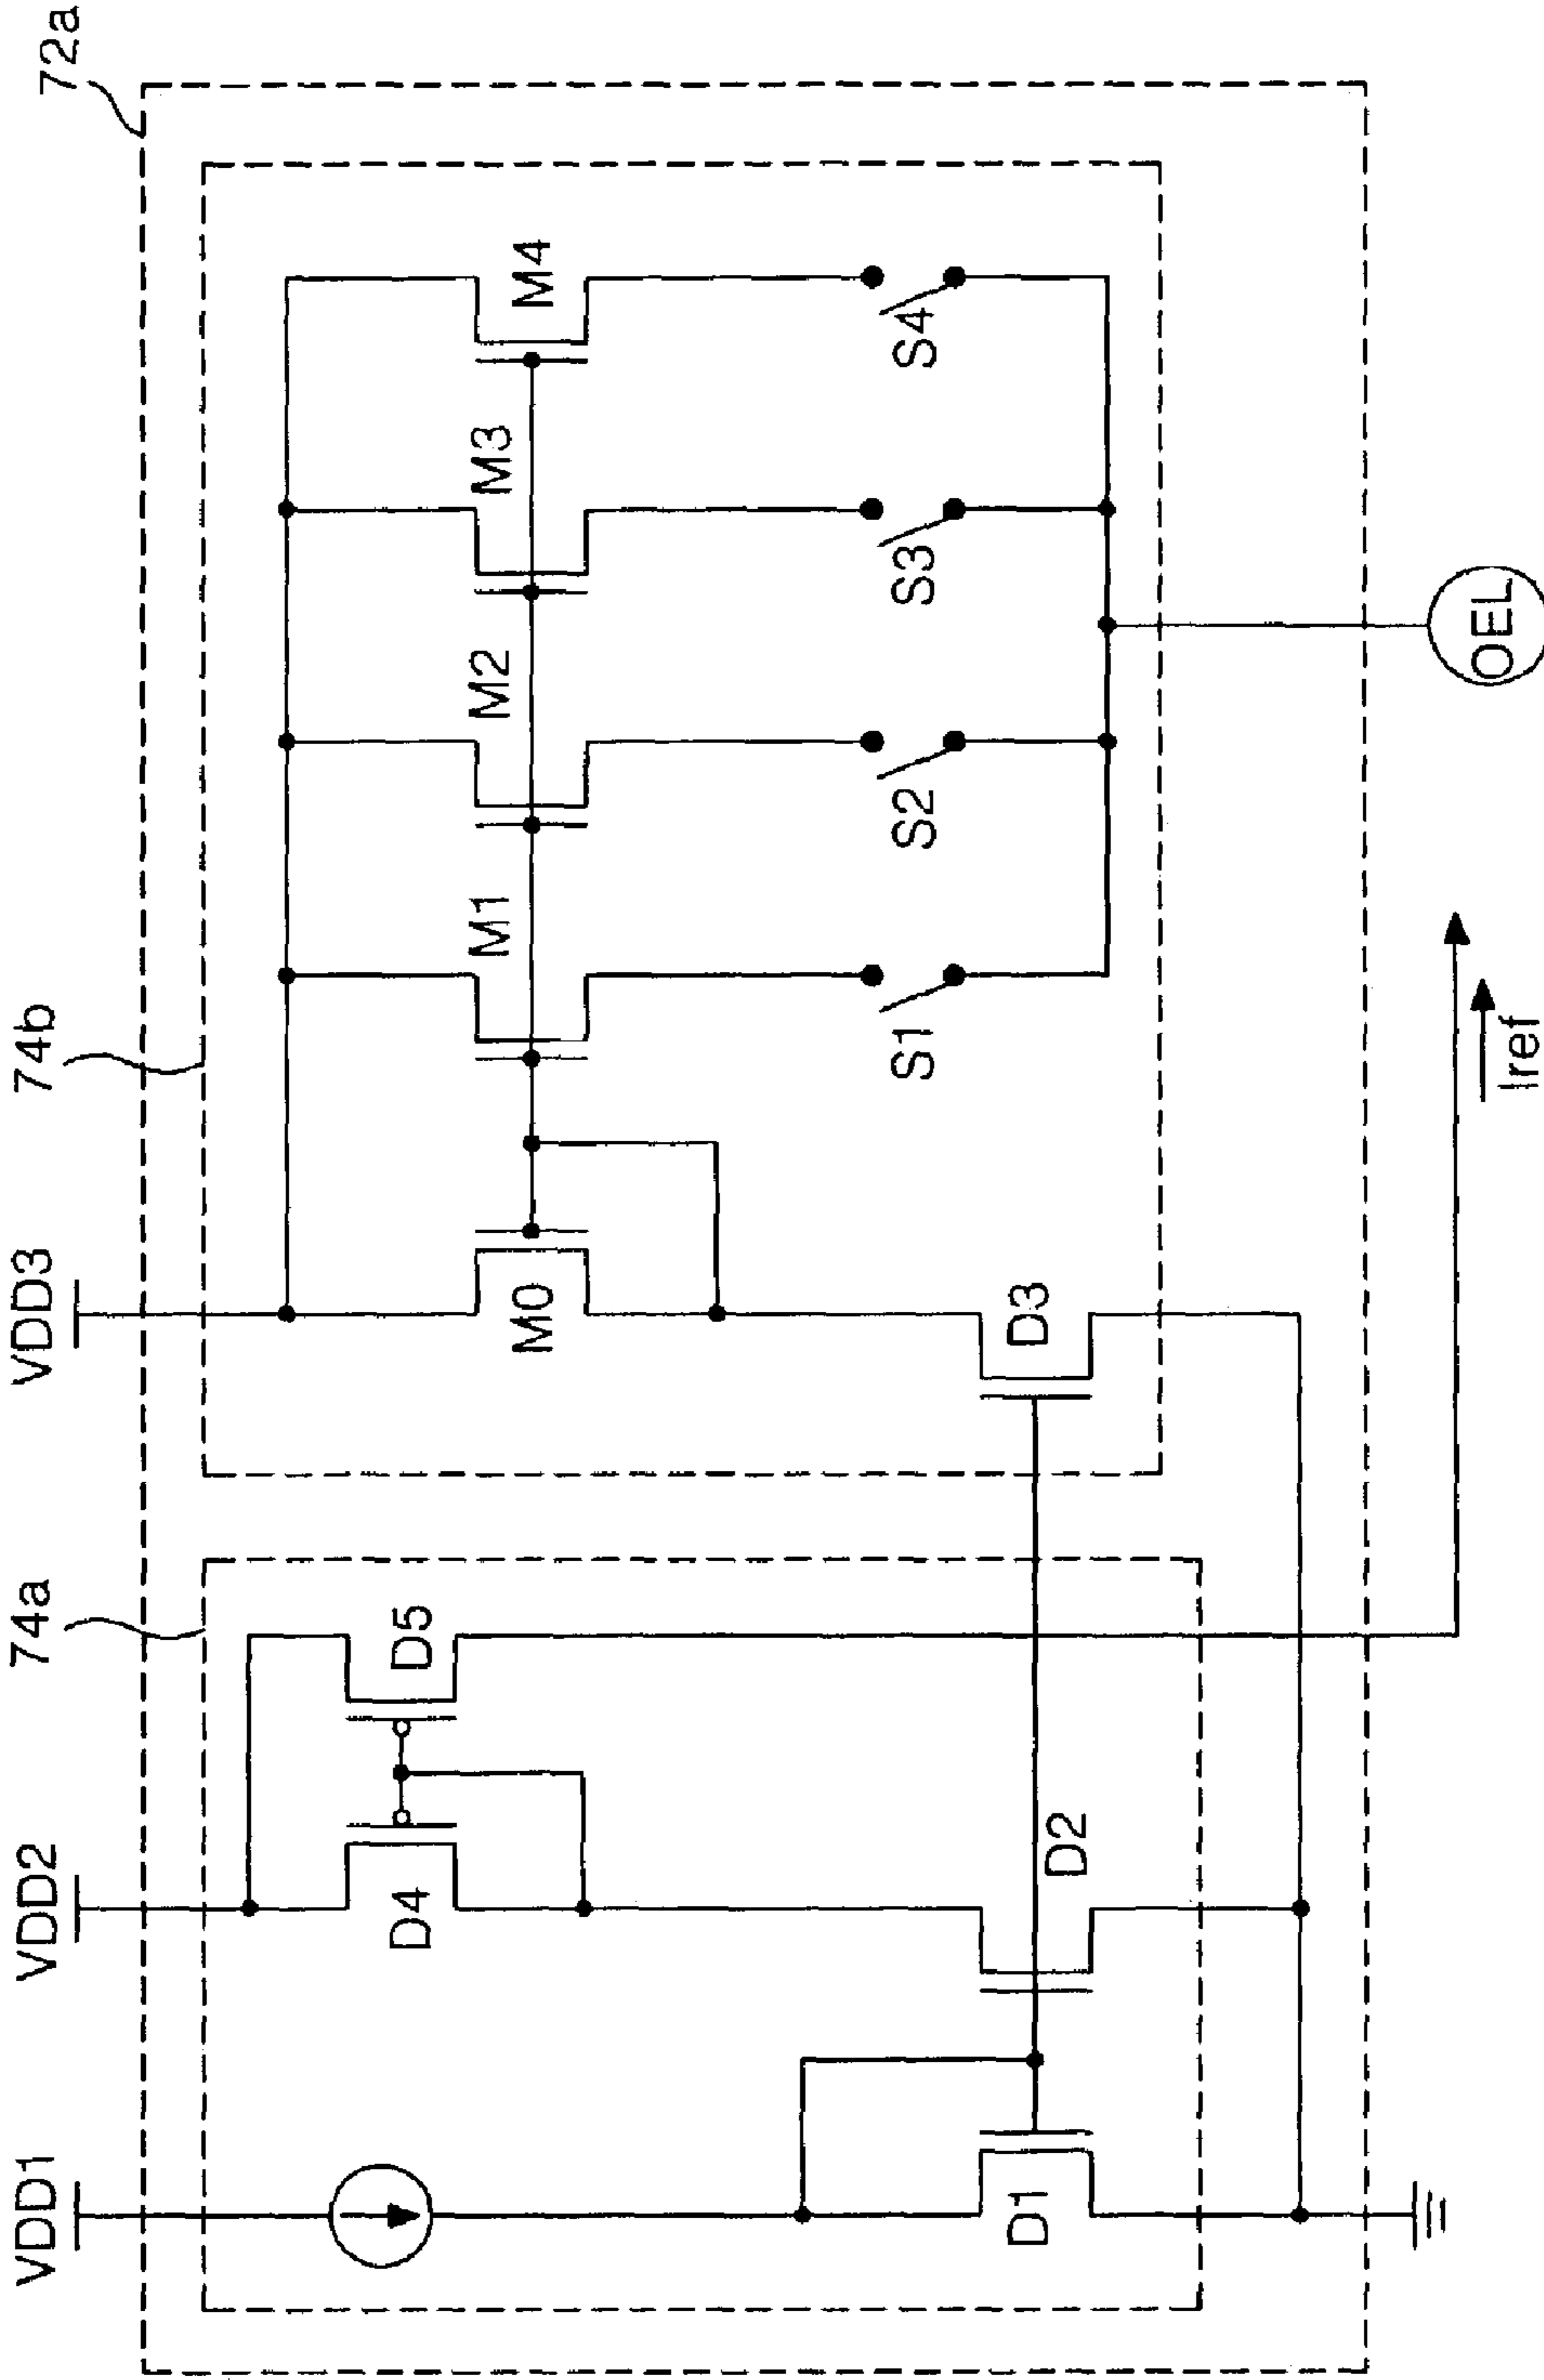 72a
74a
74b
VDD1
VDD2
VDD3
D4
D5
M0
M1
M2
M3
M4
S1
S2
S3
S4
D1
D2
D3
OEL
Iref